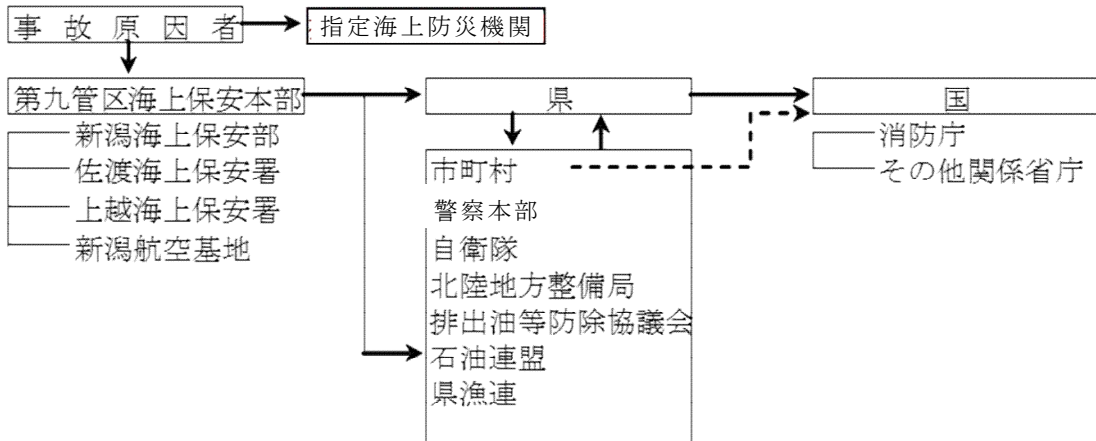 事故原因者
指定海上防災機関
第九管区海上保安本部
県
国
新潟海上保安部
佐渡海上保安署
上越海上保安署
新潟航空基地
市町村
警察本部
自衛隊
北陸地方整備局
排出油等防除協議会
石油連盟
県漁連
消防庁
その他関係省庁